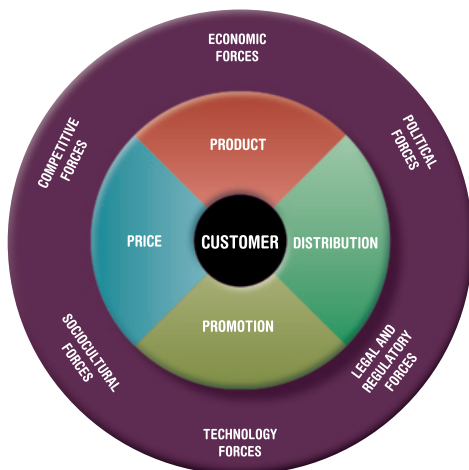 ECONOMIC
FORCES
COMPETITIVE
FORCES
POLITICAL
FORCES
PRODUCT
PRICE
CUSTOMER
DISTRIBUTION
PROMOTION
SOCIOCULTURAL
FORCES
LEGAL AND
REGULATORY
FORCES
TECHNOLOGY
FORCES